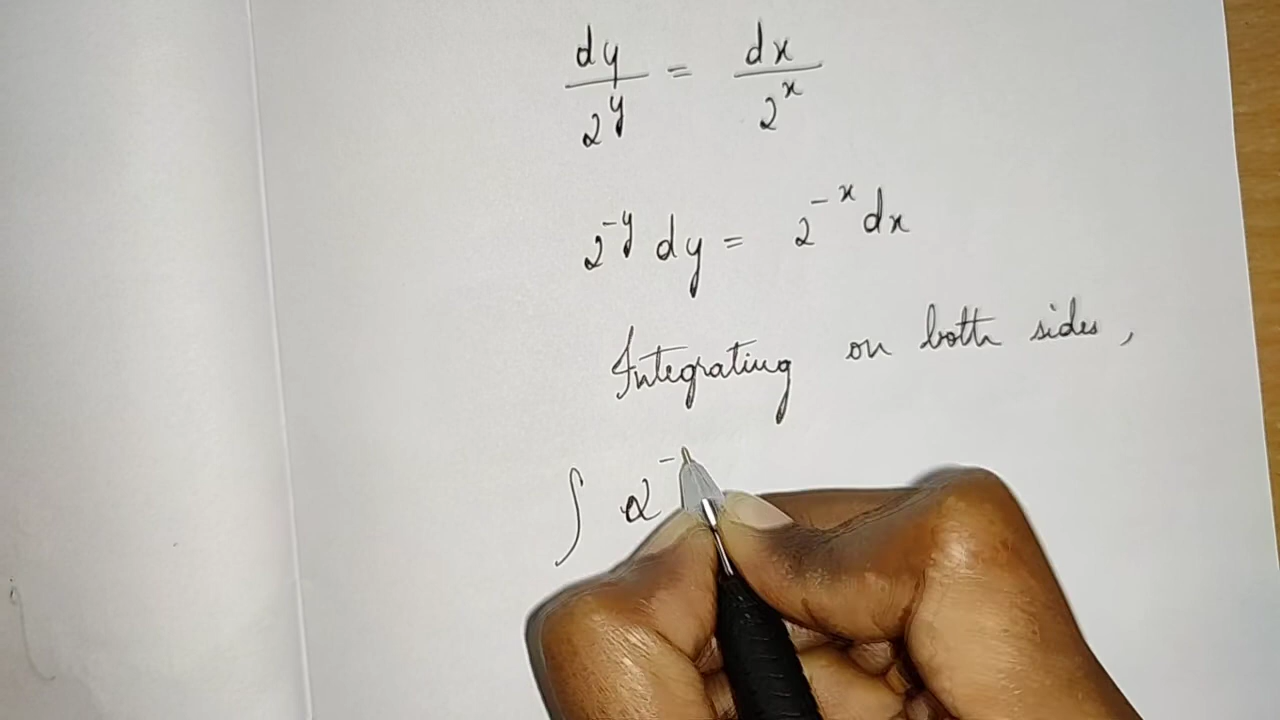 dy/2^y = dx/2^x
2^-y dy = 2^-x dx
Integrating on both sides,
∫ 2^-